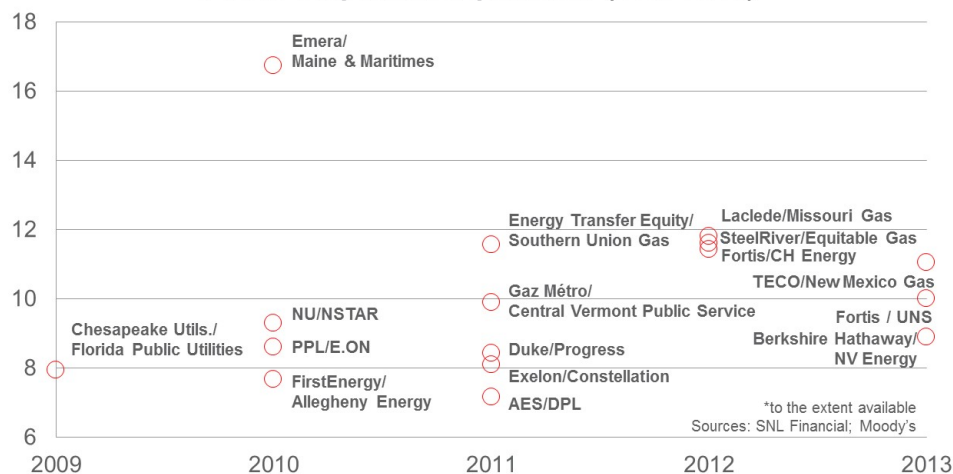 18
16
14
12
10
8
6
Emera/
Maine & Maritimes
Energy Transfer Equity/
Southern Union Gas
Laclede/Missouri Gas
SteelRiver/Equitable Gas
Fortis/CH Energy
TECO/New Mexico Gas
Gaz Métro/
Central Vermont Public Service
Fortis / UNS
Berkshire Hathaway/
NV Energy
Chesapeake Utils./
Florida Public Utilities
NU/NSTAR
PPL/E.ON
FirstEnergy/
Allegheny Energy
Duke/Progress
Exelon/Constellation
AES/DPL
*to the extent available
Sources: SNL Financial; Moody's
2009
2010
2011
2012
2013